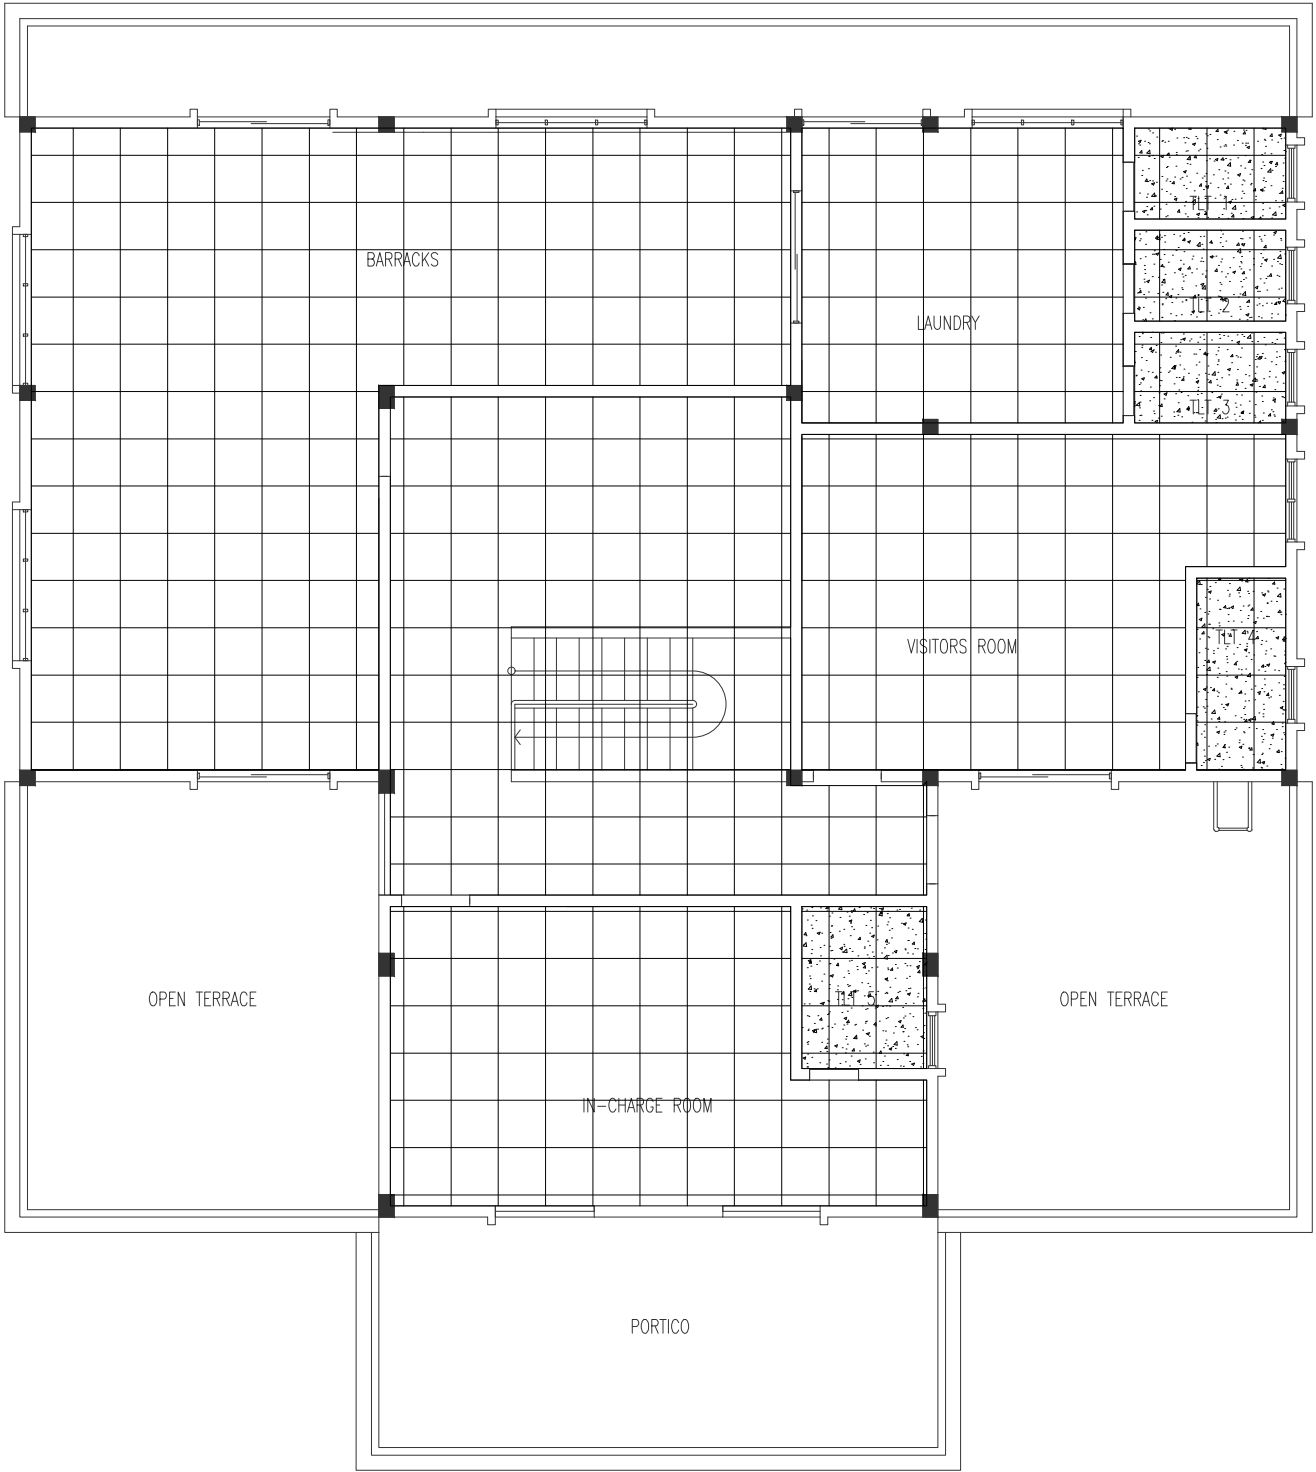 TLT 1
BARRACKS
TLT 2
LAUNDRY
TLT 3
TLT 4
VISITORS ROOM
OPEN TERRACE
TLT 5
OPEN TERRACE
IN-CHARGE ROOM
PORTICO